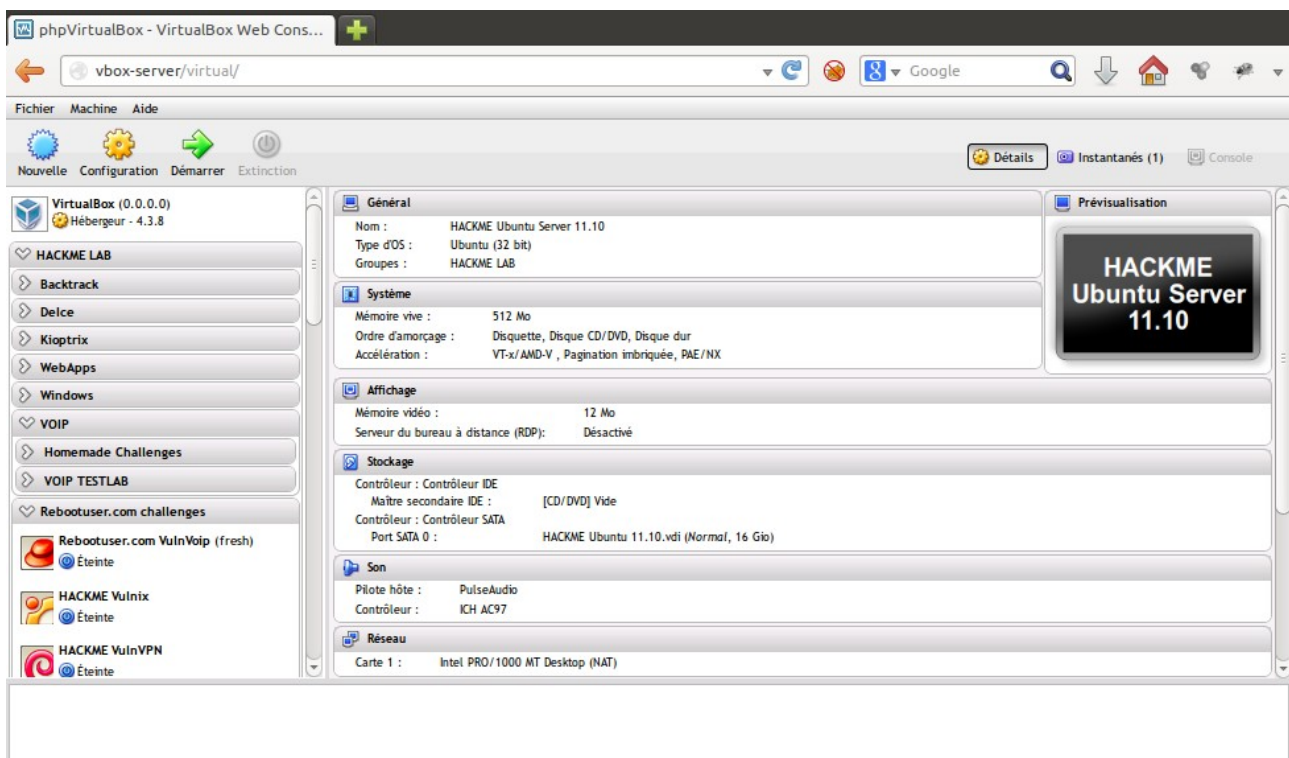 phpVirtualBox - VirtualBox Web Cons...
vbox-server/virtual/
8
Google
Fichier Machine Aide
Nouvelle Configuration Démarrer Extinction
Détails Instantanés (1) Console
VirtualBox (0.0.0.0)
Hébergeur - 4.3.8
HACKME LAB
Backtrack
Delce
Kioptrix
WebApps
Windows
VOIP
Homemade Challenges
VOIP TESTLAB
Rebootuser.com challenges
Rebootuser.com VulnVoip (fresh)
Éteinte
HACKME Vulnix
Éteinte
HACKME VulnVPN
Éteinte
Général
Nom : HACKME Ubuntu Server 11.10
Type d'OS : Ubuntu (32 bit)
Groupes : HACKME LAB
Système
Mémoire vive : 512 Mo
Ordre d'amorçage : Disquette, Disque CD/DVD, Disque dur
Accélération : VT-x/AMD-V , Pagination imbriquée, PAE/NX
Affichage
Mémoire vidéo : 12 Mo
Serveur du bureau à distance (RDP): Désactivé
Stockage
Contrôleur : Contrôleur IDE
Maître secondaire IDE : [CD/DVD] Vide
Contrôleur : Contrôleur SATA
Port SATA 0 : HACKME Ubuntu 11.10.vdi (Normal, 16 Gio)
Son
Pilote hôte : PulseAudio
Contrôleur : ICH AC97
Réseau
Carte 1 : Intel PRO/1000 MT Desktop (NAT)
Prévisualisation
HACKME
Ubuntu Server
11.10